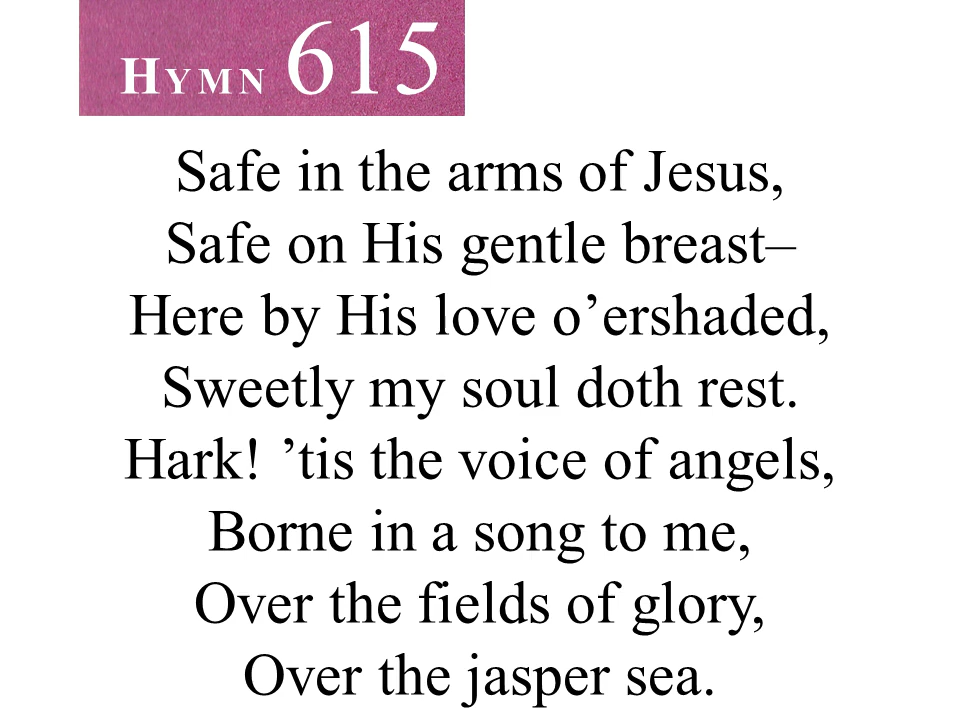 HYMN 615
Safe in the arms of Jesus,
Safe on His gentle breast–
Here by His love o’ershaded,
Sweetly my soul doth rest.
Hark! ’tis the voice of angels,
Borne in a song to me,
Over the fields of glory,
Over the jasper sea.